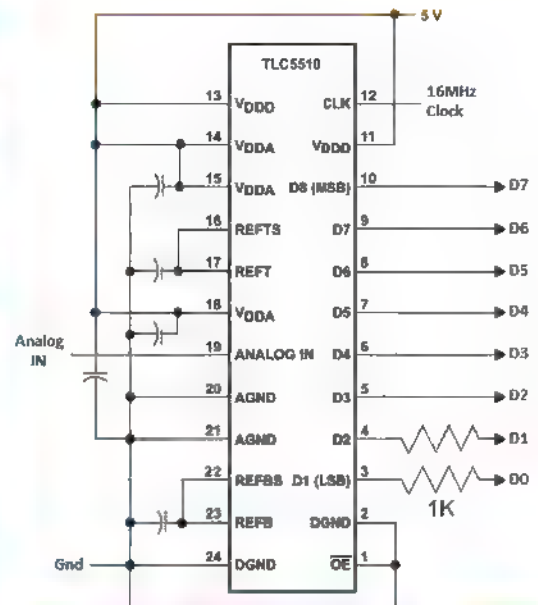 5 V
TLC5510
13 VDDD CLK 12 16MHz Clock
14 VDDA VDDD 11
15 VDDA D8 (MSB) 10 D7
16 REFTS D7 9 D6
17 REFT D6 8 D5
18 VDDA D5 7 D4
Analog IN 19 ANALOG IN D4 6 D3
20 AGND D3 5 D2
21 AGND D2 4 D1
22 REFBS D1 (LSB) 3 D0
1K
23 REFB DGND 2
Gnd 24 DGND OE 1